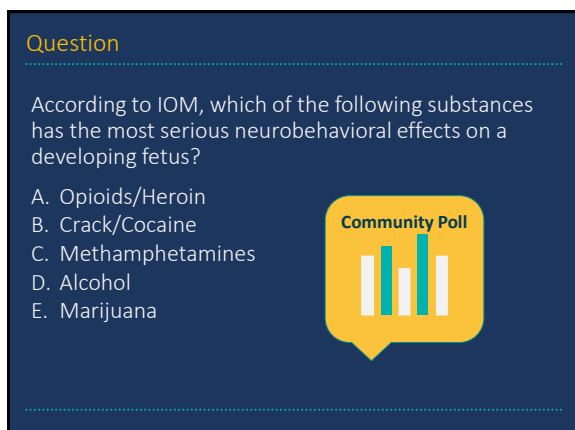 Question
According to IOM, which of the following substances
has the most serious neurobehavioral effects on a
developing fetus?
A. Opioids/Heroin
B. Crack/Cocaine
C. Methamphetamines
D. Alcohol
E. Marijuana
Community Poll